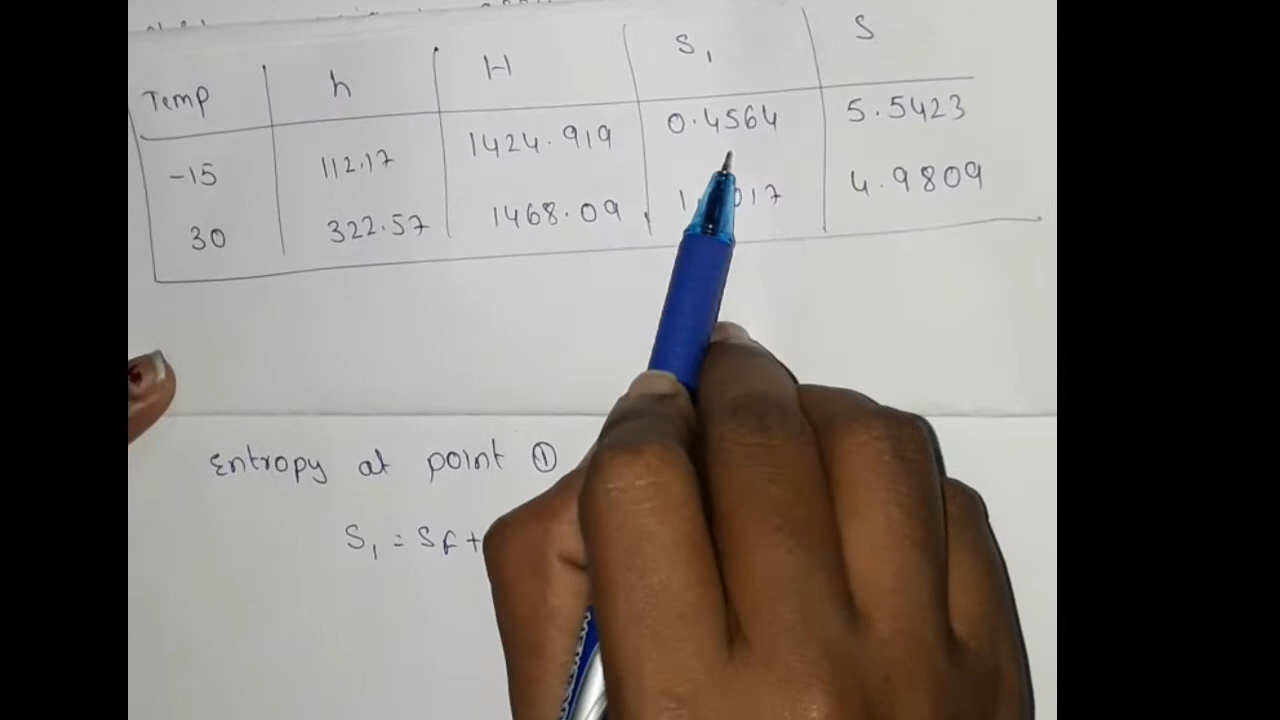 Temp h H S1 S
-15 112.17 1424.919 0.4564 5.5423
30 322.57 1468.09 4.9809
Entropy at point ①
S1 = Sf +